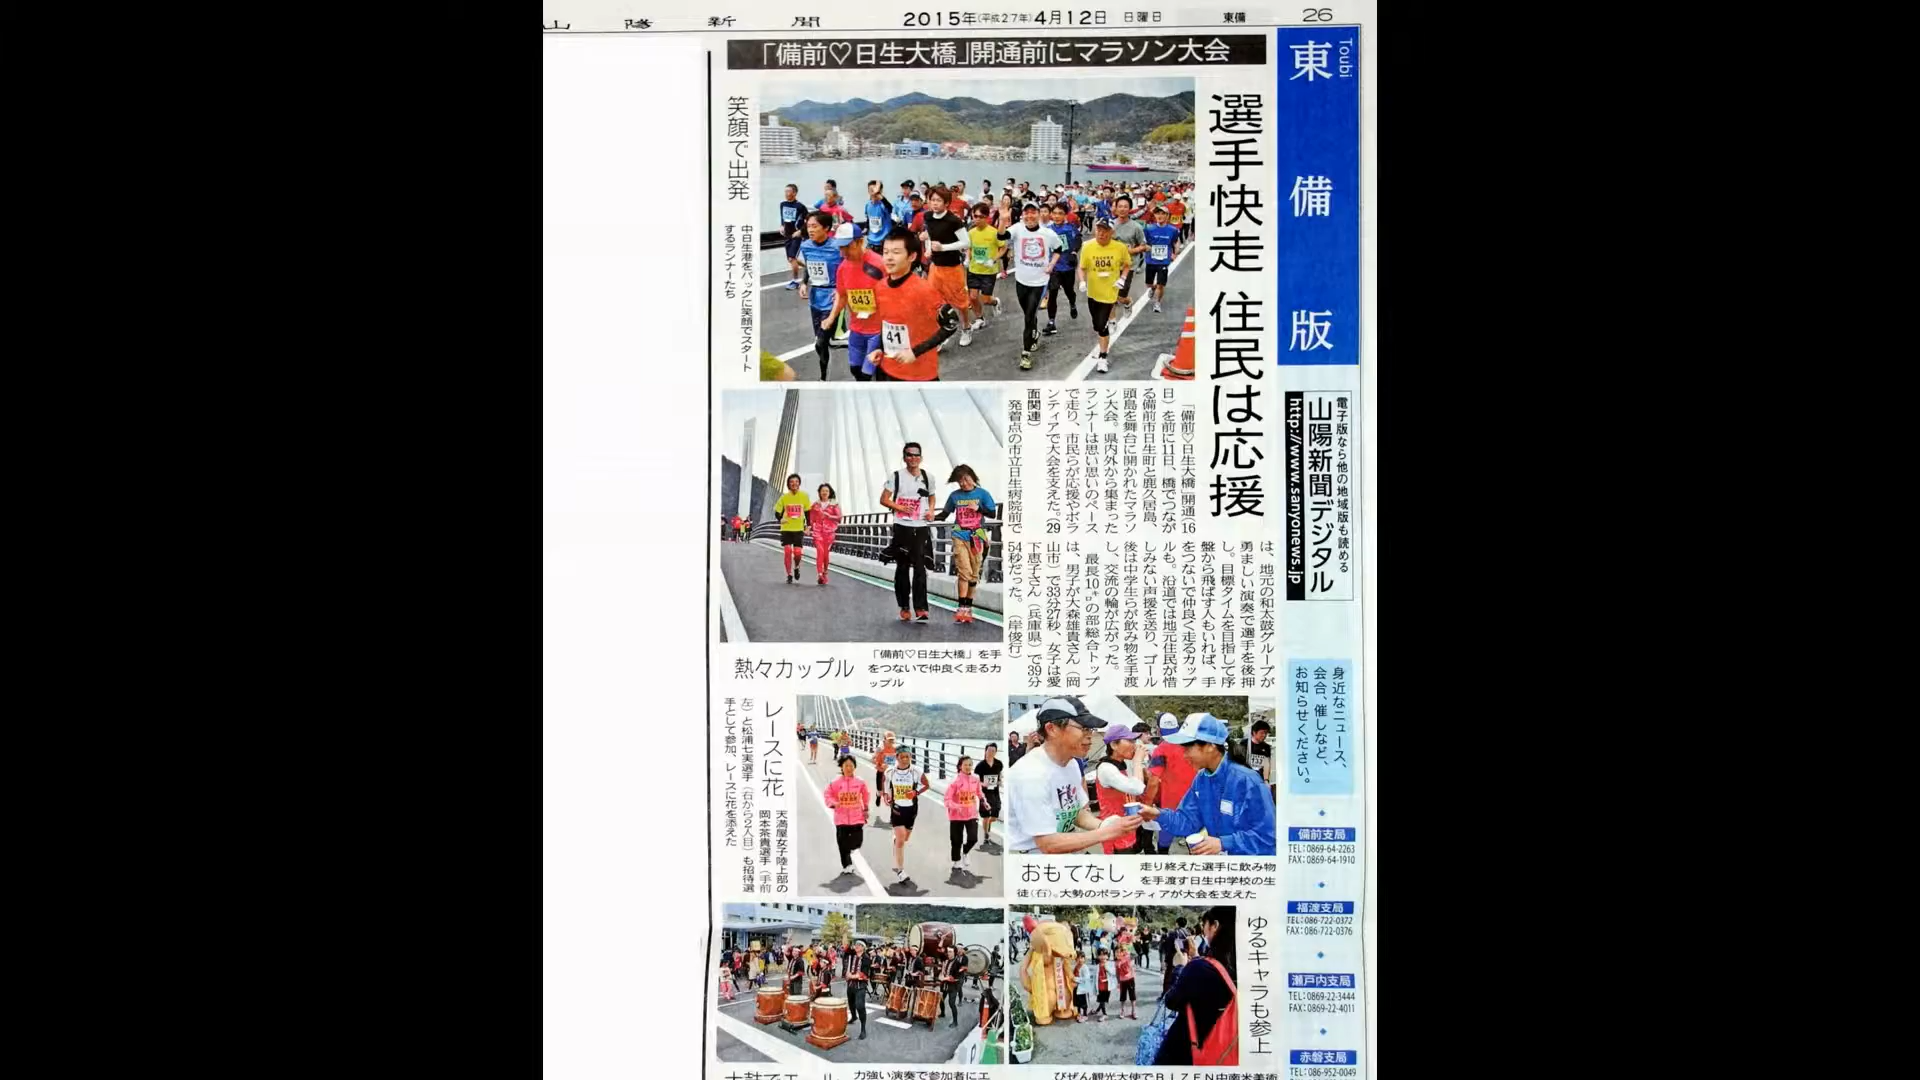 山陽新聞
2015年(平成27年)4月12日 日曜日
東備
26
「備前♡日生大橋」開通前にマラソン大会
東備版
Toubi
選手快走 住民は応援
笑顔で出発
中日生港をバックに笑顔でスタート
するランナーたち
135
843
41
804
「備前♡日生大橋」開通(16
日)を前に11日、橋でつなが
る備前市日生町と鹿久居島、
頭島を舞台に開かれたマラソ
ン大会。県内外から集まった
ランナーは思い思いのペース
で走り、市民らが応援やボラ
ンティアで大会を支えた。(29
面関連)
発着点の市立日生病院前で
は、地元の和太鼓グループが
勇ましい演奏で選手を後押
し。目標タイムを目指して序
盤から飛ばす人もいれば、手
をつないで仲良く走るカップ
ルも。沿道では地元住民が惜
しみない声援を送り、ゴール
後は中学生らが飲み物を手渡
し、交流の輪が広がった。
最長10㌔の部総合トップ
は、男子が大森雄貴さん(岡
山市)で33分27秒、女子は愛
下恵子さん(兵庫県)で39分
54秒だった。 (岸俊行)
電子版なら他の地域版も読める
山陽新聞デジタル
http://www.sanyonews.jp
熱々カップル
「備前♡日生大橋」を手
をつないで仲良く走るカ
ップル
身近なニュース、
会合、催しなど、
お知らせください。
レースに花
天満屋女子陸上部の
岡本茶貴選手(手前
左)と松浦七実選手(右から2人目)も招待選
手として参加、レースに花を添えた
おもてなし
走り終えた選手に飲み物
を手渡す日生中学校の生
徒(右)。大勢のボランティアが大会を支えた
ゆるキャラも参上
備前支局
TEL:0869-64-2263
FAX:0869-64-1910
福渡支局
TEL:086-722-0372
FAX:086-722-0376
瀬戸内支局
TEL:0869-22-3444
FAX:0869-22-4011
赤磐支局
TEL:086-952-0049
太鼓でエール
力強い演奏で参加者にエ
びぜん観光大使でBIZEN中南米美術